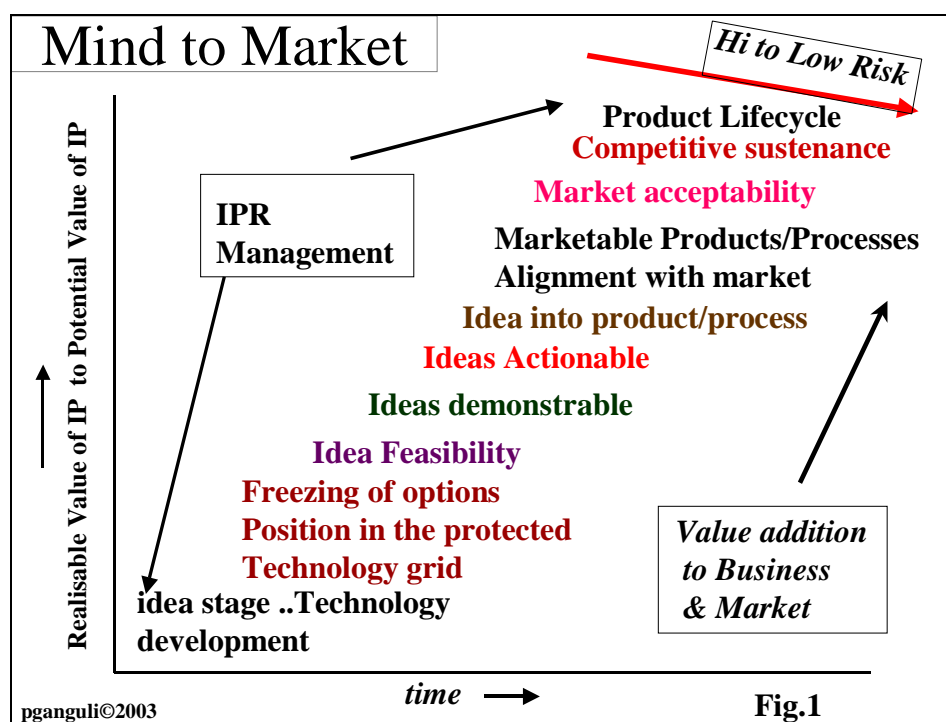 Mind to Market
Hi to Low Risk
Product Lifecycle
Competitive sustenance
Market acceptability
IPR
Management
Marketable Products/Processes
Alignment with market
Idea into product/process
Ideas Actionable
Ideas demonstrable
Idea Feasibility
Freezing of options
Position in the protected
Technology grid
idea stage ..Technology
development
Value addition
to Business
& Market
Realisable Value of IP to Potential Value of IP
time
Fig.1
pganguli©2003